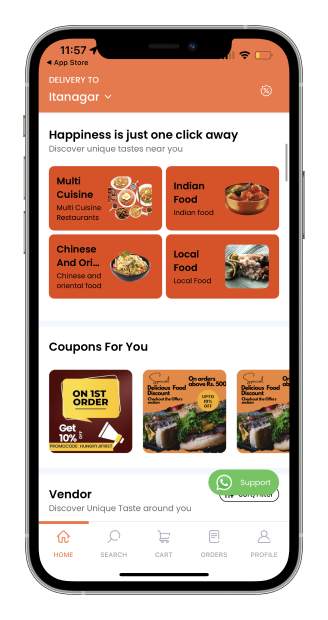 11:57
App Store
DELIVERY TO
Itanagar
Happiness is just one click away
Discover unique tastes near you
Multi
Cuisine
Multi Cuisine
Restaurants
Indian
Food
Indian food
Chinese
And Ori...
Chinese and
oriental food
Local
Food
Local Food
Coupons For You
ON 1ST
ORDER
Get
10%
OFF
PROMOCODE: HUNGRYJIFIRST
Special
Delicious Food
Discount
Checkout the Offers
section
On orders
above Rs. 500
UPTO
10%
OFF
Special
Delicious Food
Discount
Checkout the Offers
section
Support
Vendor
Sort/Filter
Discover Unique Taste around you
HOME
SEARCH
CART
ORDERS
PROFILE